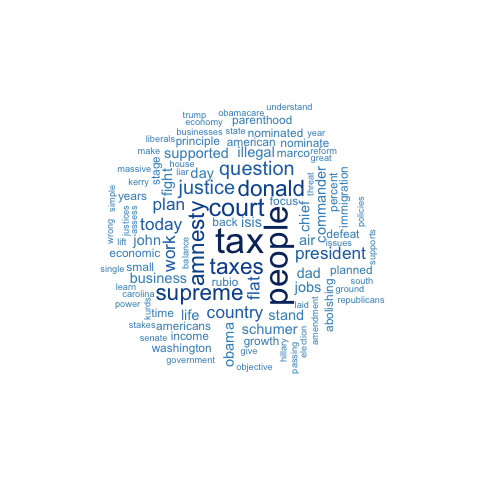 understand
trump
obamacare
economy
parenthood
businesses
state
nominated
year
liberals
principle
american
nominate
reform
make
supported
illegal
marco
great
house
massive
stage
fight
liar
day
question
threat
percent
immigration
kerry
justice
donald
commander
years
focus
simple
plan
court
chief
policies
justices
assess
amnesty
people
wrong
today
back
isis
defeat
lift
john
work
balance
tax
air
issues
supports
economic
taxes
president
single
small
rubio
dad
planned
south
learn
business
flat
jobs
ground
carolina
supreme
abolishing
republicans
power
kurds
time
life
country
stand
laid
amendment
stakes
americans
obama
schumer
senate
income
growth
hillary
election
washington
give
passing
government
objective